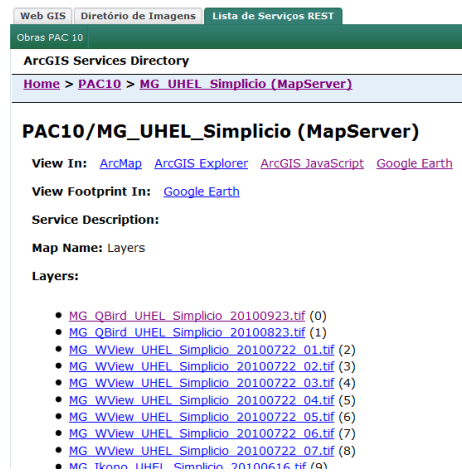 Web GIS Diretório de Imagens Lista de Serviços REST
Obras PAC 10
ArcGIS Services Directory
Home > PAC10 > MG_UHEL_Simplicio (MapServer)
PAC10/MG_UHEL_Simplicio (MapServer)
View In: ArcMap ArcGIS Explorer ArcGIS JavaScript Google Earth
View Footprint In: Google Earth
Service Description:
Map Name: Layers
Layers:
• MG_QBird_UHEL_Simplicio_20100923.tif (0)
• MG_QBird_UHEL_Simplicio_20100823.tif (1)
• MG_WView_UHEL_Simplicio_20100722_01.tif (2)
• MG_WView_UHEL_Simplicio_20100722_02.tif (3)
• MG_WView_UHEL_Simplicio_20100722_03.tif (4)
• MG_WView_UHEL_Simplicio_20100722_04.tif (5)
• MG_WView_UHEL_Simplicio_20100722_05.tif (6)
• MG_WView_UHEL_Simplicio_20100722_06.tif (7)
• MG_WView_UHEL_Simplicio_20100722_07.tif (8)
• MG_Ikono_UHEL_Simplicio_20100616.tif (9)